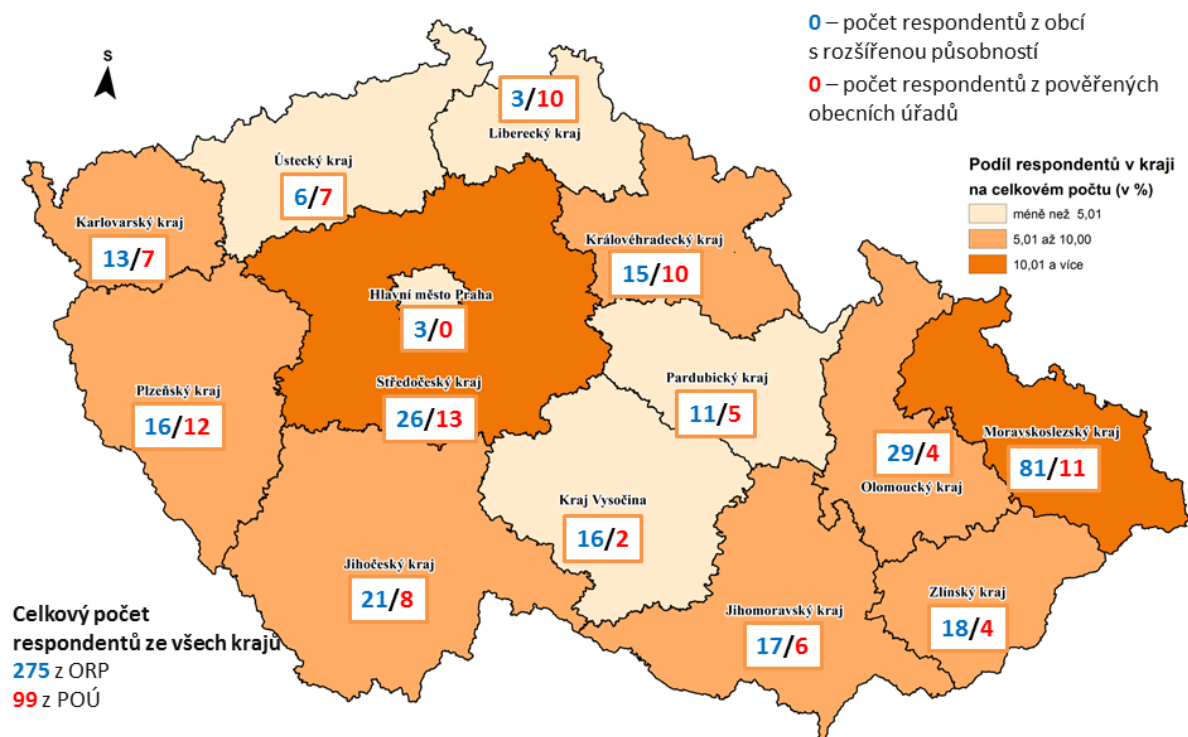 0 – počet respondentů z obcí
s rozšířenou působností
0 – počet respondentů z pověřených
obecních úřadů
S
3/10
Liberecký kraj
Ústecký kraj
6/7
Podíl respondentů v kraji
na celkovém počtu (v %)
méně než 5,01
5,01 až 10,00
10,01 a více
Karlovarský kraj
13/7
Královéhradecký kraj
15/10
Hlavní město Praha
3/0
Plzeňský kraj
16/12
Středočeský kraj
26/13
Pardubický kraj
11/5
Moravskoslezský kraj
81/11
29/4
Olomoucký kraj
Kraj Vysočina
16/2
Jihočeský kraj
21/8
Jihomoravský kraj
17/6
Zlínský kraj
18/4
Celkový počet
respondentů ze všech krajů
275 z ORP
99 z POÚ